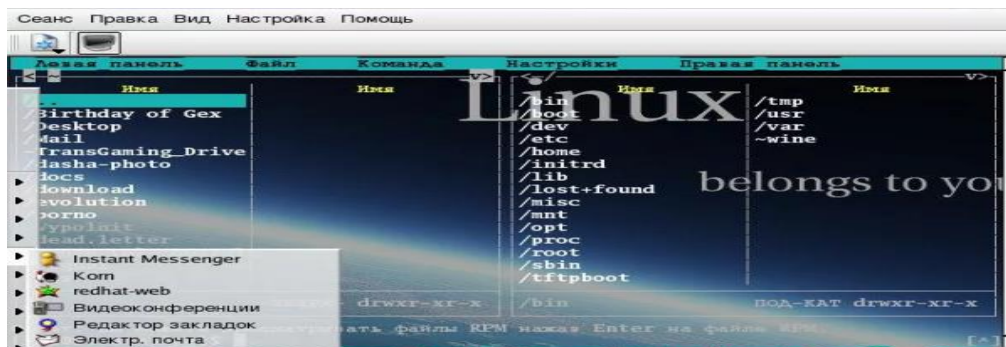 Сеанс Правка Вид Настройка Помощь
Левая панель Файл Команда Настройки Правая панель
< ~ v> </ v>
Имя Имя Имя Имя
/..
/Birthday of Gex
/Desktop
/Mail
~TransGaming_Drive
/dasha-photo
/docs
/download
/evolution
/porno
dead.letter
Linux
belongs to you
/bin
/boot
/dev
/etc
/home
/initrd
/lib
/lost+found
/misc
/mnt
/opt
/proc
/root
/sbin
/tftpboot
/tmp
/usr
/var
~wine
drwxr-xr-x
/bin ПОД-КАТ drwxr-xr-x
файлы RPM нажав Enter на файле RPM.
[^]
Instant Messenger
Korn
redhat-web
Видеоконференции
Редактор закладок
Электр. почта